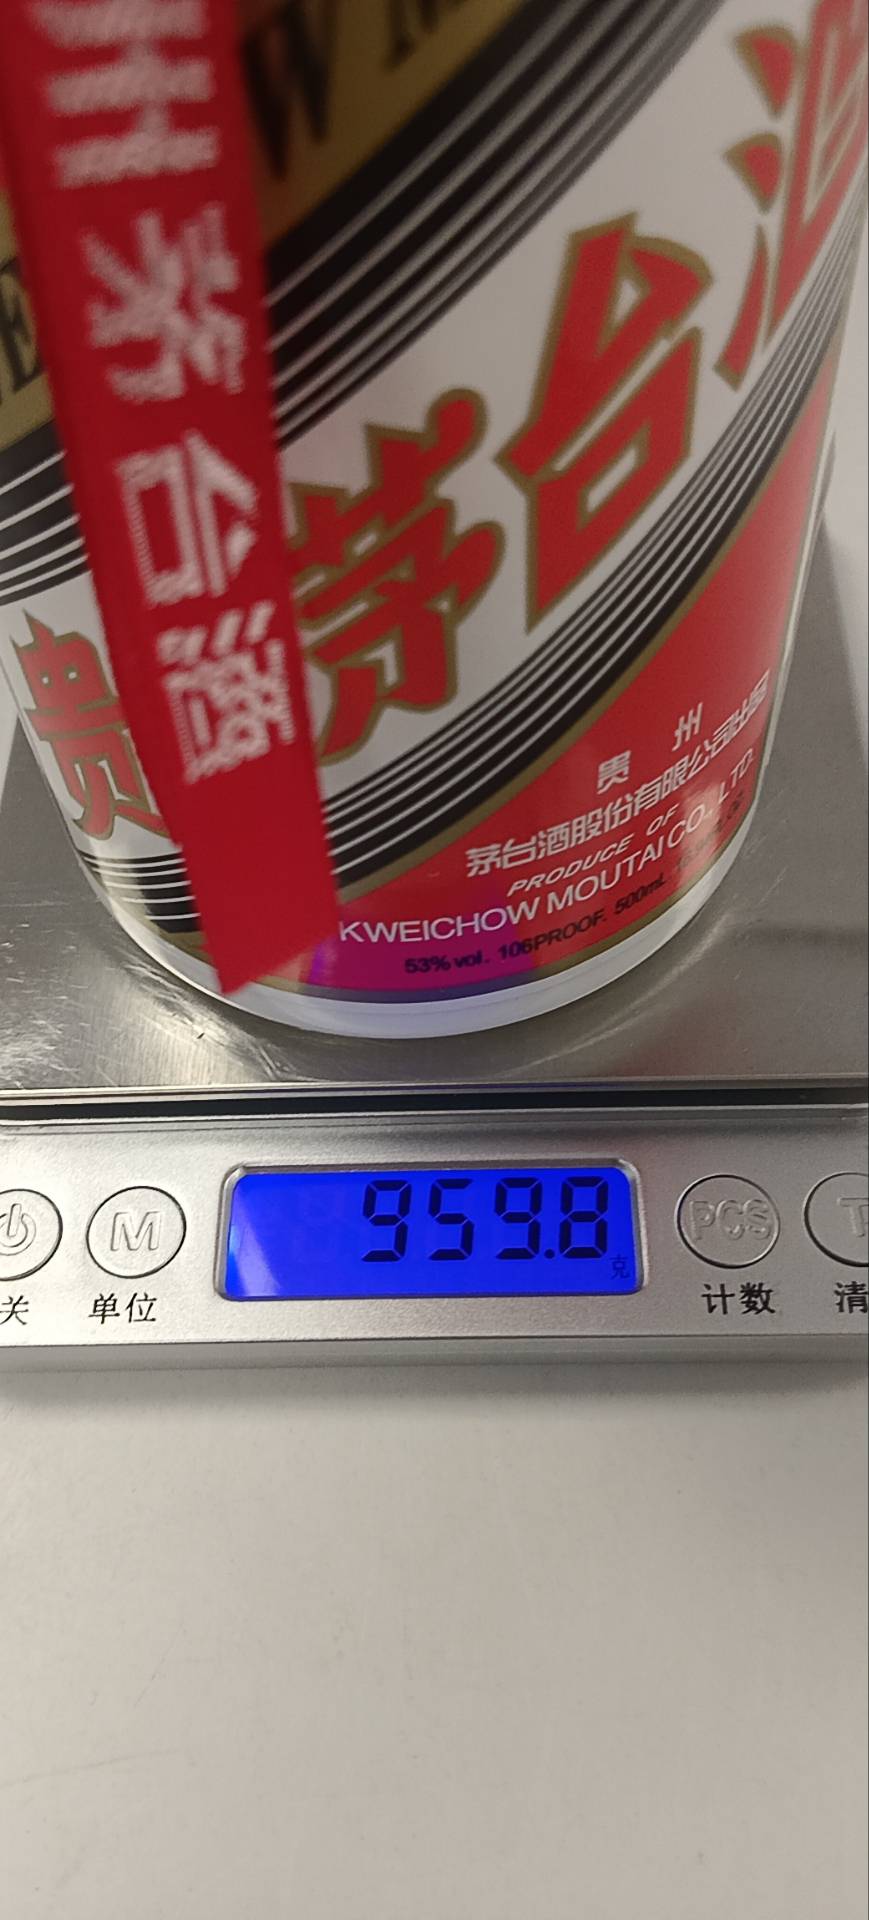 州茅台酒
贵茅台酒
贵州
茅台酒股份有限公司出品
PRODUCE OF
KWEICHOW MOUTAI CO., LTD.
53% vol. 106PROOF. 500mL
959.8
克
M
PCS
T
关
单位
计数
清